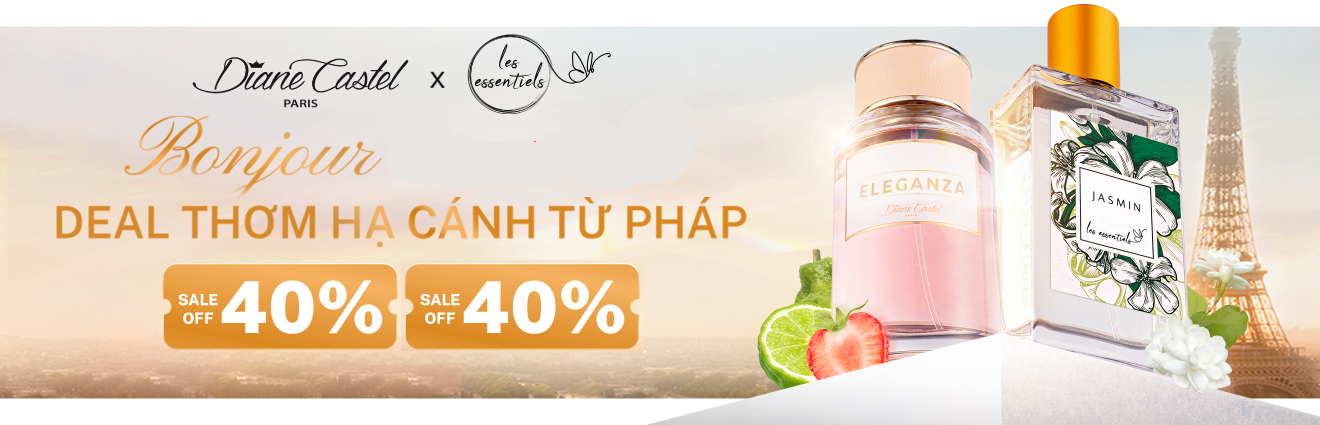 Diane Castel
PARIS
x
les
essentiels
Bonjour
DEAL THƠM HẠ CÁNH TỪ PHÁP
SALE
OFF
40%
SALE
OFF
40%
ELEGANZA
Diane Castel
PARIS
JASMIN
les essentiels